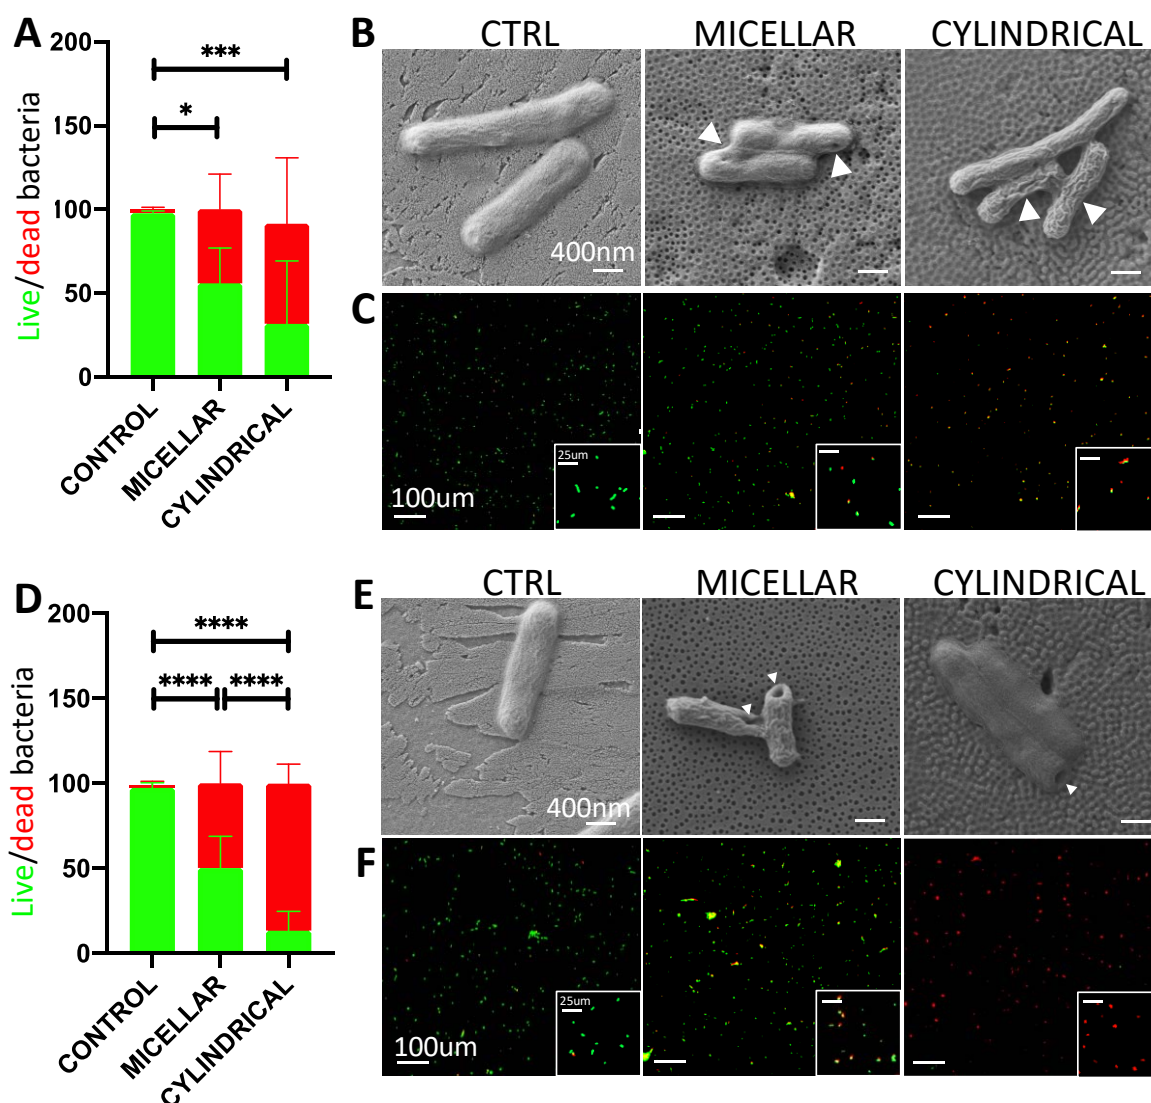 A
Live/dead bacteria
200
150
100
50
0
***
*
CONTROL
MICELLAR
CYLINDRICAL
B
CTRL
MICELLAR
CYLINDRICAL
400nm
C
100um
25um
D
Live/dead bacteria
200
150
100
50
0
****
**** ****
CONTROL
MICELLAR
CYLINDRICAL
E
CTRL
MICELLAR
CYLINDRICAL
400nm
F
100um
25um